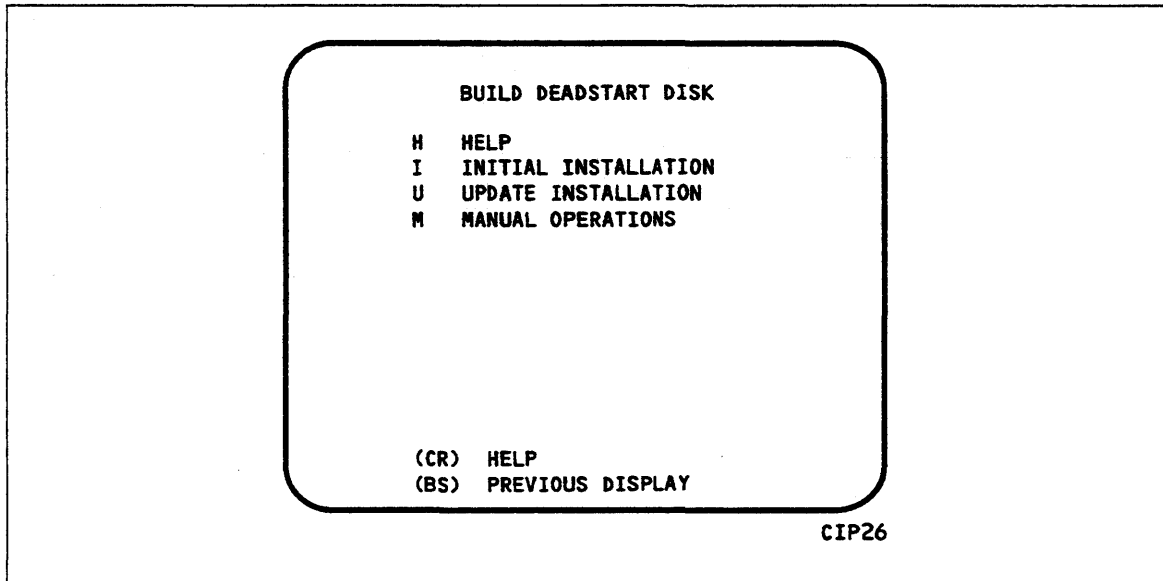 BUILD DEADSTART DISK
H HELP
I INITIAL INSTALLATION
U UPDATE INSTALLATION
M MANUAL OPERATIONS
(CR) HELP
(BS) PREVIOUS DISPLAY
CIP26